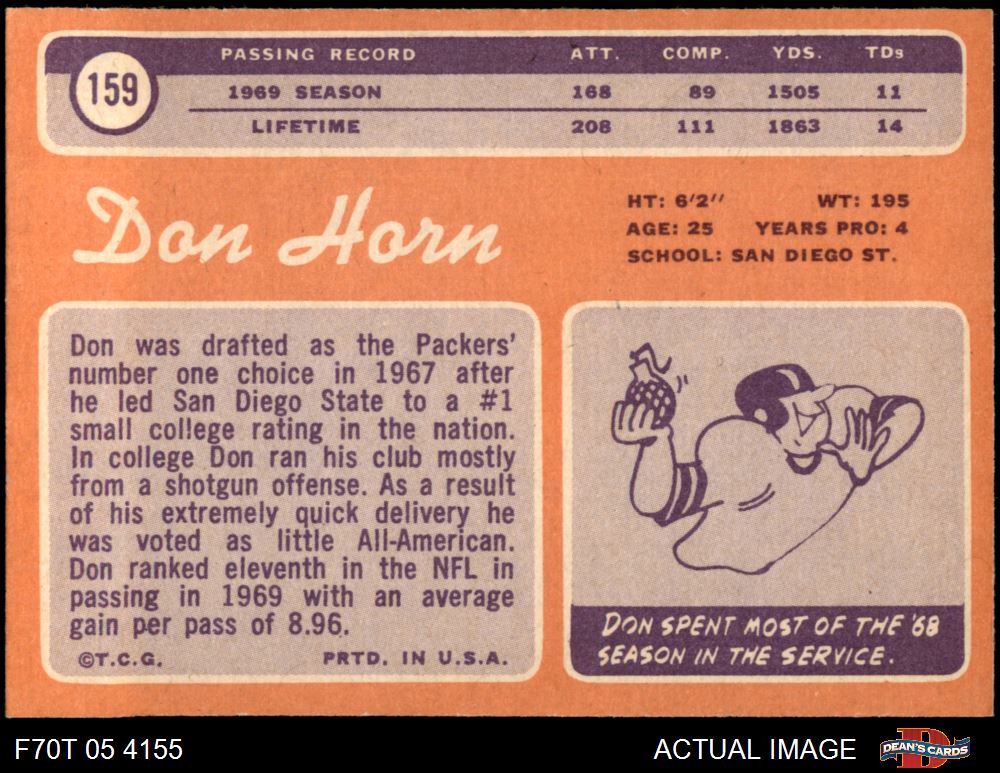 159
PASSING RECORD ATT. COMP. YDS. TDs
1969 SEASON 168 89 1505 11
LIFETIME 208 111 1863 14
Don Horn
HT: 6'2" WT: 195
AGE: 25 YEARS PRO: 4
SCHOOL: SAN DIEGO ST.
Don was drafted as the Packers'
number one choice in 1967 after
he led San Diego State to a #1
small college rating in the nation.
In college Don ran his club mostly
from a shotgun offense. As a result
of his extremely quick delivery he
was voted as little All-American.
Don ranked eleventh in the NFL in
passing in 1969 with an average
gain per pass of 8.96.
©T.C.G. PRTD. IN U.S.A.
DON SPENT MOST OF THE '68
SEASON IN THE SERVICE.
F70T 05 4155 ACTUAL IMAGE
D
DEAN'S CARDS